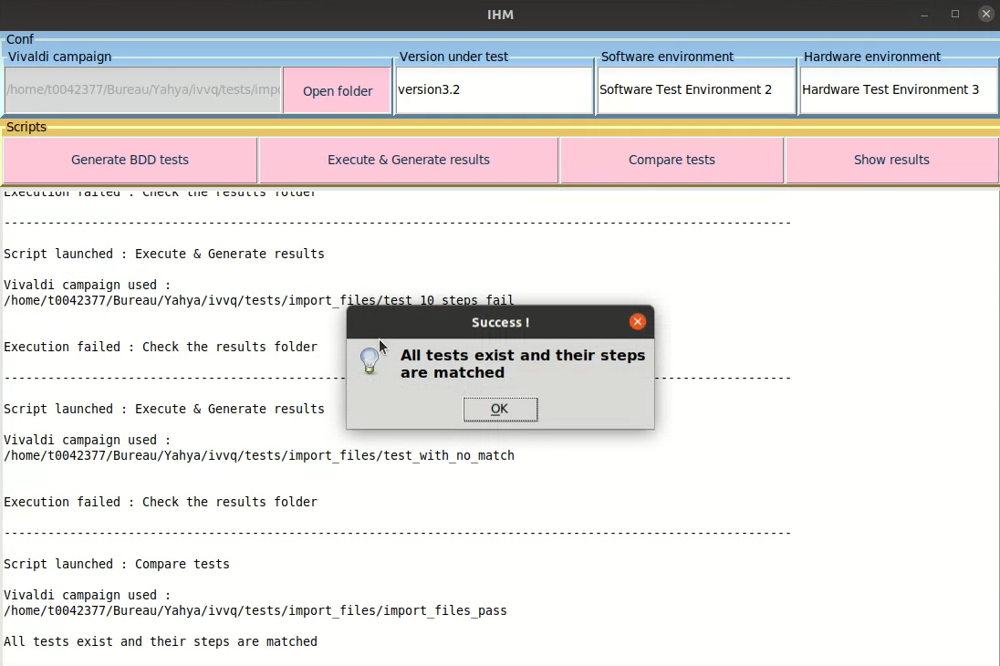 IHM
Conf
Vivaldi campaign
Version under test
Software environment
Hardware environment
/home/t0042377/Bureau/Yahya/ivvq/tests/impo
Open folder
version3.2
Software Test Environment 2
Hardware Test Environment 3
Scripts
Generate BDD tests
Execute & Generate results
Compare tests
Show results
Execution failed : Check the results folder
------------------------------------------------------------------------------------------------------------
Script launched : Execute & Generate results
Vivaldi campaign used :
/home/t0042377/Bureau/Yahya/ivvq/tests/import_files/test_10_steps_fail
Execution failed : Check the results folder
------------------------------------------------------------------------------------------------------------
Script launched : Execute & Generate results
Vivaldi campaign used :
/home/t0042377/Bureau/Yahya/ivvq/tests/import_files/test_with_no_match
Execution failed : Check the results folder
------------------------------------------------------------------------------------------------------------
Script launched : Compare tests
Vivaldi campaign used :
/home/t0042377/Bureau/Yahya/ivvq/tests/import_files/import_files_pass
All tests exist and their steps are matched
Success !
All tests exist and their steps
are matched
OK